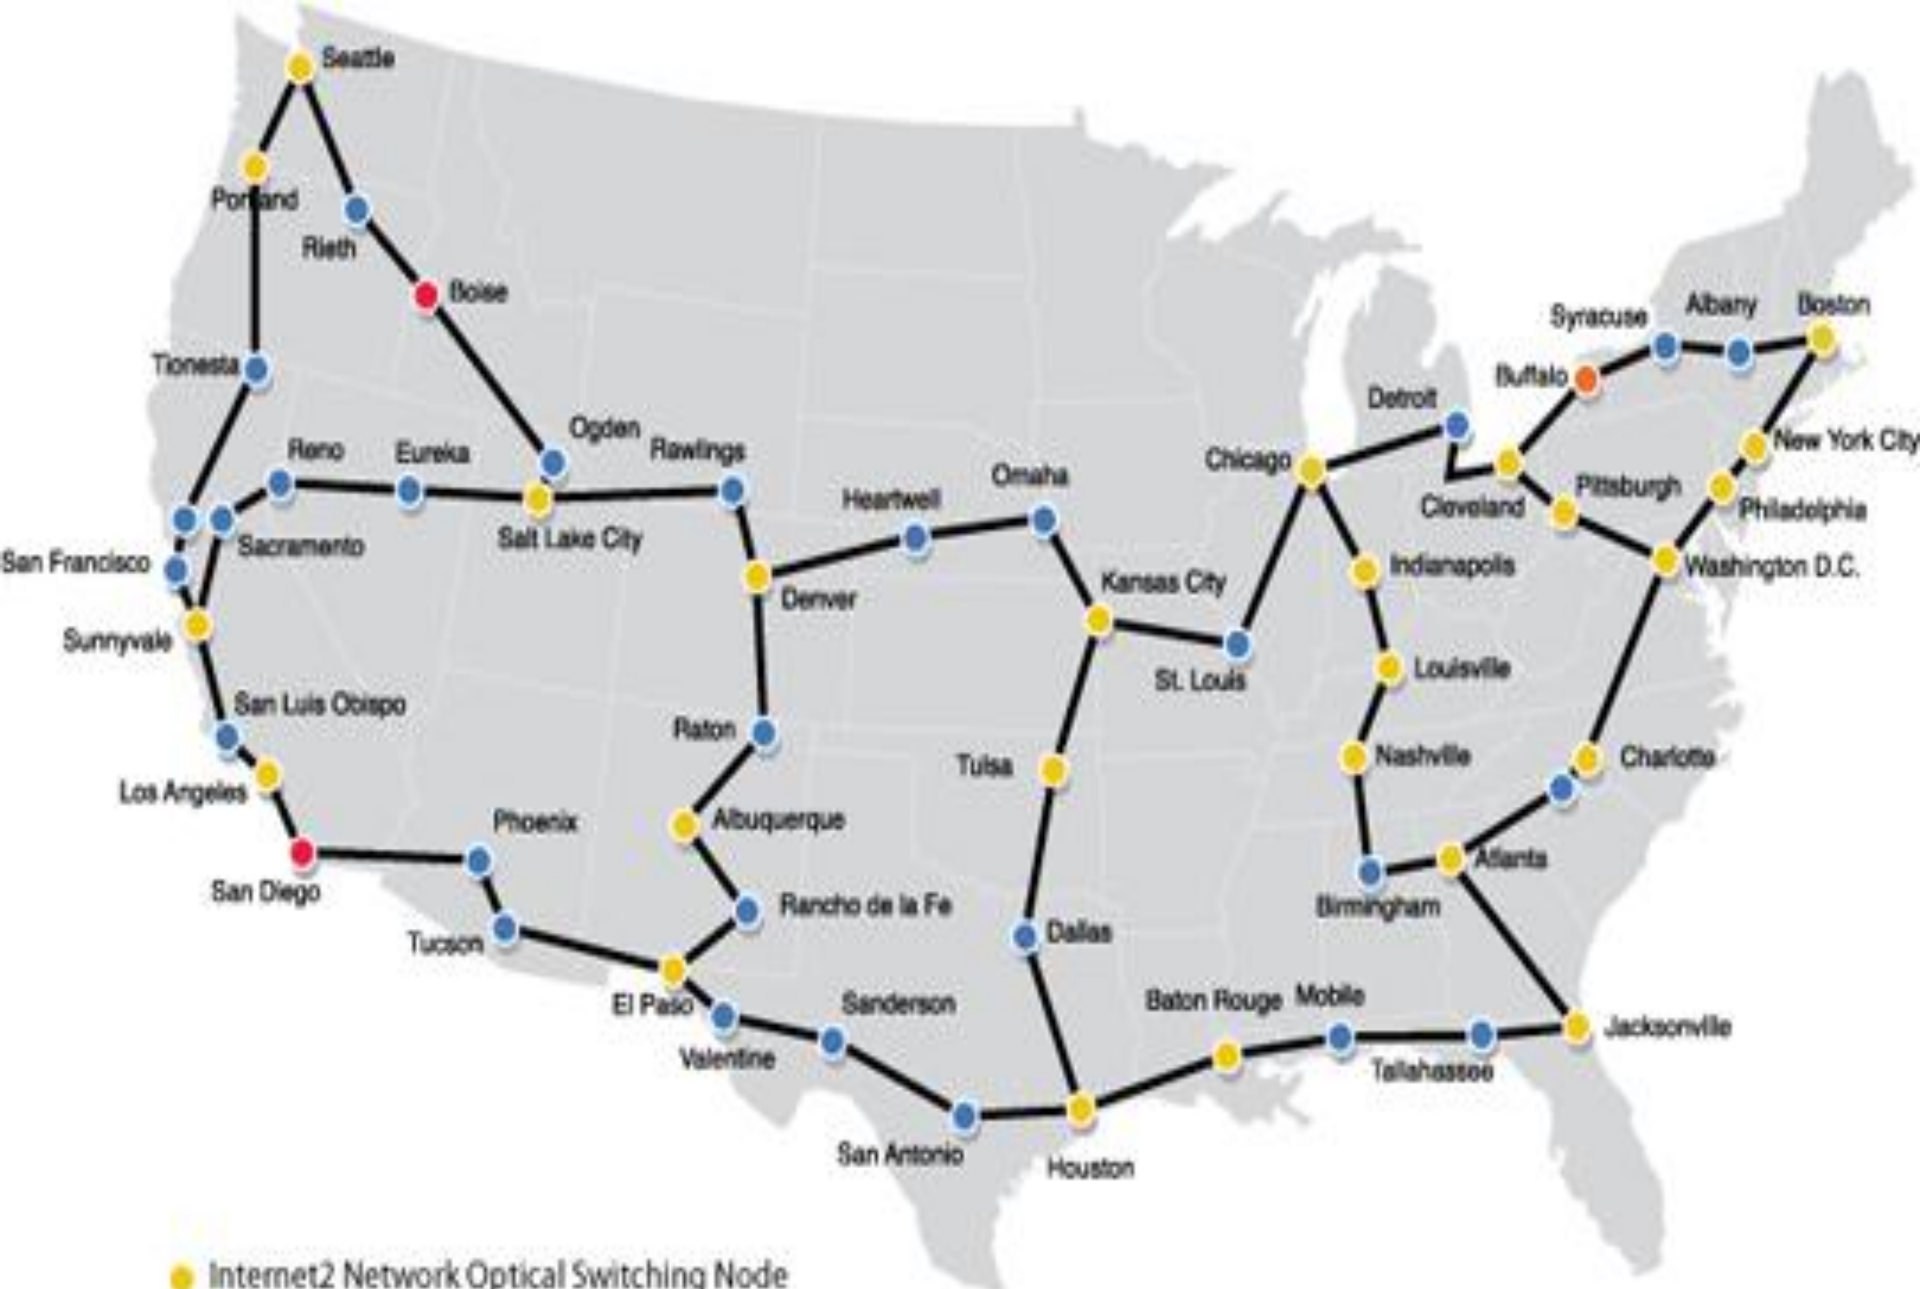 Seattle
Portland
Rieth
Boise
Syracuse
Albany
Boston
Tionesta
Buffalo
Detroit
Ogden
Reno
Eureka
Rawlings
New York City
Chicago
Omaha
Heartwell
Pittsburgh
Cleveland
Philadelphia
Salt Lake City
Sacramento
San Francisco
Indianapolis
Washington D.C.
Kansas City
Denver
Sunnyvale
St. Louis
Louisville
San Luis Obispo
Raton
Tulsa
Nashville
Charlotte
Los Angeles
Phoenix
Albuquerque
Atlanta
San Diego
Rancho de la Fe
Birmingham
Tucson
Dallas
El Paso
Sanderson
Baton Rouge
Mobile
Jacksonville
Valentine
Tallahassee
San Antonio
Houston
Internet2 Network Optical Switching Node